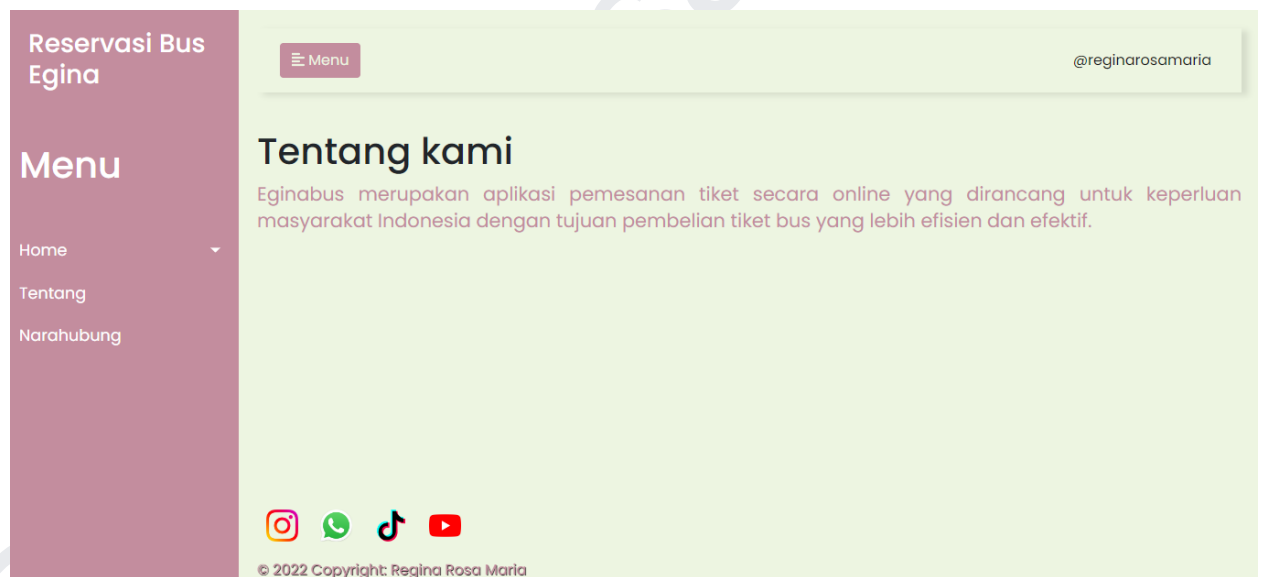 Reservasi Bus
Egina
Menu
Home
Tentang
Narahubung
Menu
@reginarosamaria
Tentang kami
Eginabus merupakan aplikasi pemesanan tiket secara online yang dirancang untuk keperluan
masyarakat Indonesia dengan tujuan pembelian tiket bus yang lebih efisien dan efektif.
© 2022 Copyright: Regina Rosa Maria